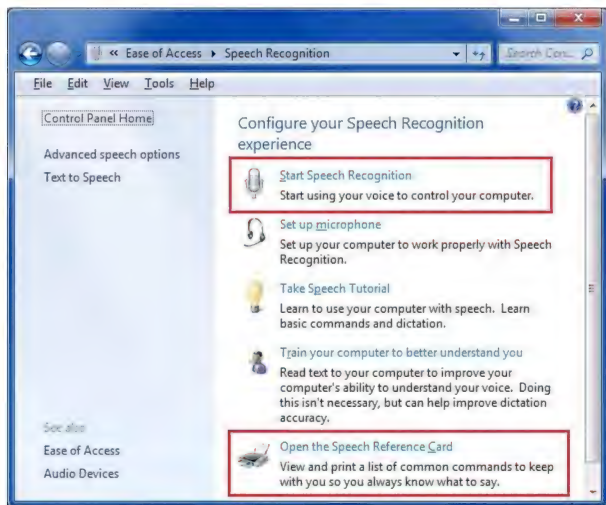 « Ease of Access ▸ Speech Recognition
Search Con...
File Edit View Tools Help
Control Panel Home
Advanced speech options
Text to Speech
Configure your Speech Recognition
experience
Start Speech Recognition
Start using your voice to control your computer.
Set up microphone
Set up your computer to work properly with Speech
Recognition.
Take Speech Tutorial
Learn to use your computer with speech. Learn
basic commands and dictation.
Train your computer to better understand you
Read text to your computer to improve your
computer's ability to understand your voice. Doing
this isn't necessary, but can help improve dictation
accuracy.
Open the Speech Reference Card
View and print a list of common commands to keep
with you so you always know what to say.
See also
Ease of Access
Audio Devices